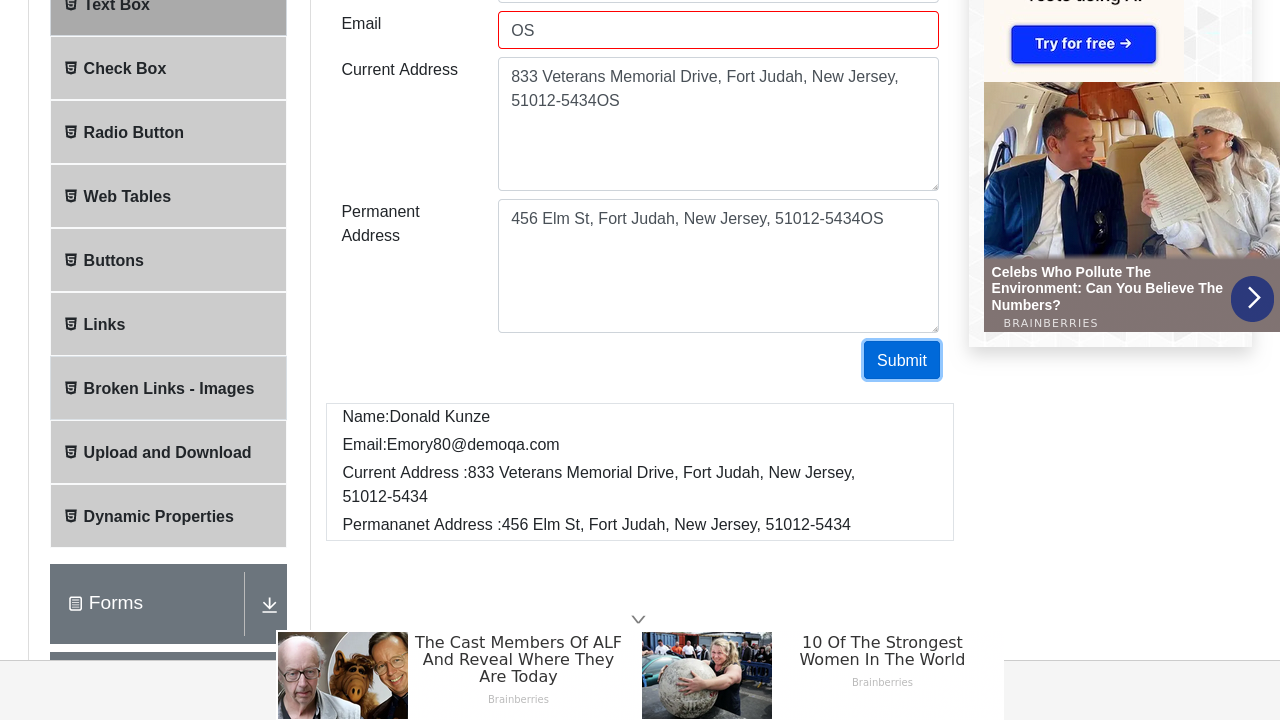 Text Box
Check Box
Radio Button
Web Tables
Buttons
Links
Broken Links - Images
Upload and Download
Dynamic Properties
Forms
Email
OS
Current Address
833 Veterans Memorial Drive, Fort Judah, New Jersey,
51012-5434OS
Permanent
Address
456 Elm St, Fort Judah, New Jersey, 51012-5434OS
Submit
Name:Donald Kunze
Email:Emory80@demoqa.com
Current Address :833 Veterans Memorial Drive, Fort Judah, New Jersey,
51012-5434
Permananet Address :456 Elm St, Fort Judah, New Jersey, 51012-5434
Try for free →
Celebs Who Pollute The
Environment: Can You Believe The
Numbers?
BRAINBERRIES
The Cast Members Of ALF
And Reveal Where They
Are Today
Brainberries
10 Of The Strongest
Women In The World
Brainberries